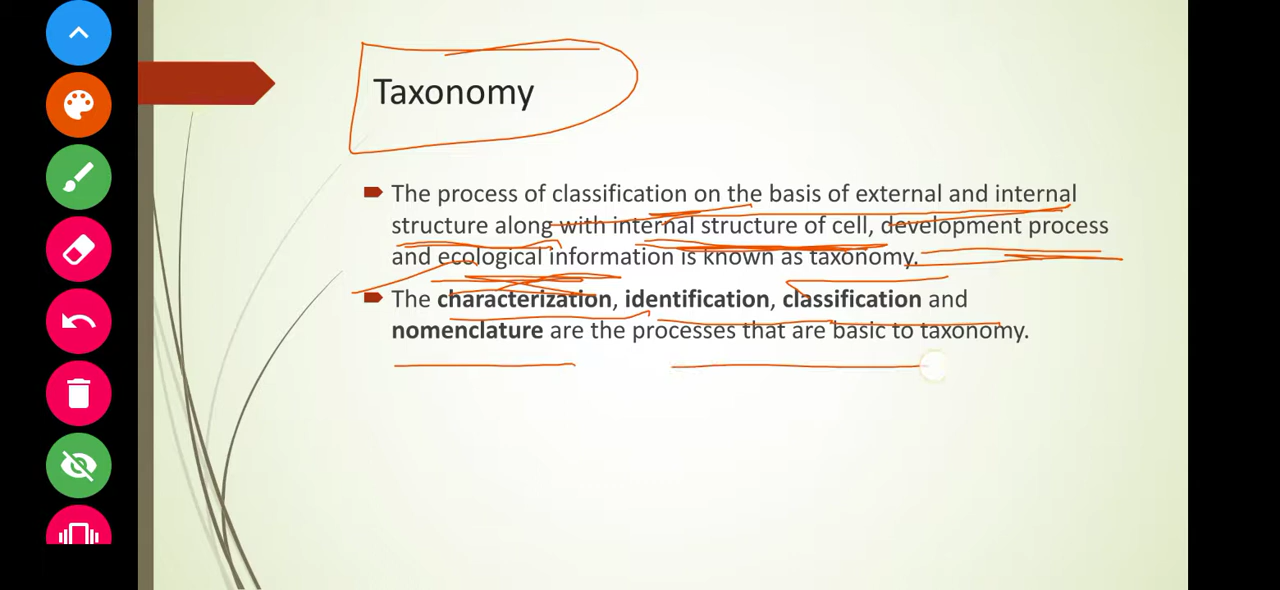 Taxonomy
The process of classification on the basis of external and internal
structure along with internal structure of cell, development process
and ecological information is known as taxonomy.
The characterization, identification, classification and
nomenclature are the processes that are basic to taxonomy.